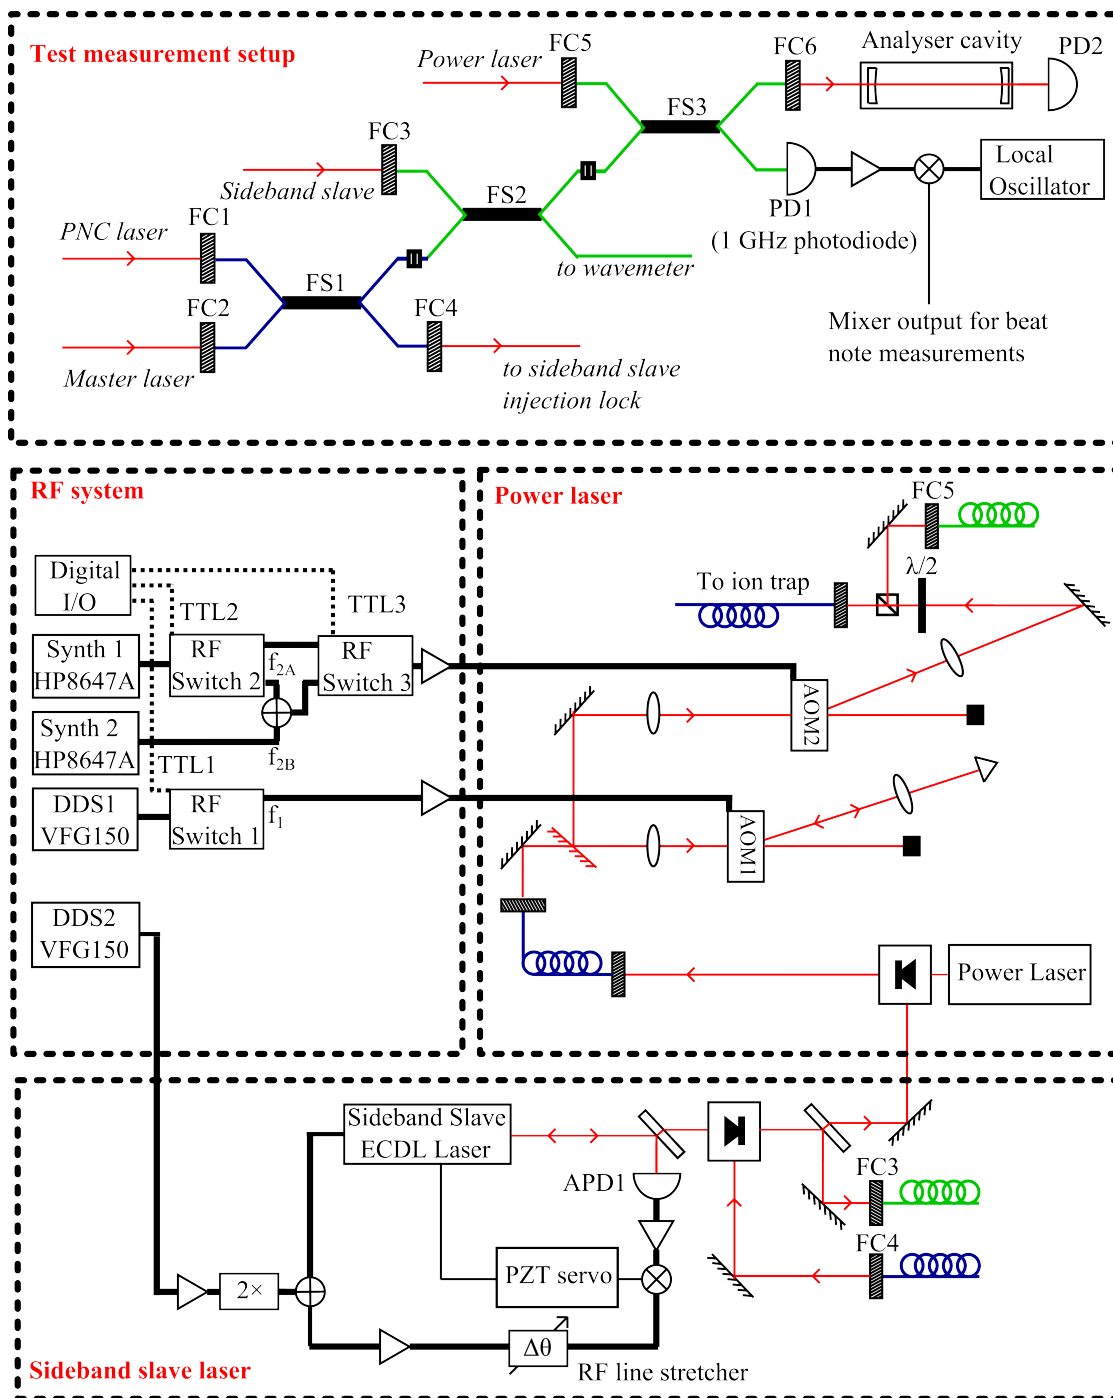 Test measurement setup
Power laser
FC5
FC6
Analyser cavity
PD2
FS3
FC3
Sideband slave
FS2
PD1
(1 GHz photodiode)
Local
Oscillator
FC1
PNC laser
FS1
to wavemeter
FC2
FC4
Master laser
to sideband slave
injection lock
Mixer output for beat
note measurements
RF system
Digital
I/O
TTL2
TTL3
Synth 1
HP8647A
RF
Switch 2
f2A
RF
Switch 3
Synth 2
HP8647A
f2B
TTL1
DDS1
VFG150
RF
Switch 1
f1
DDS2
VFG150
Power laser
FC5
λ/2
To ion trap
AOM2
AOM1
Power Laser
Sideband Slave
ECDL Laser
APD1
FC3
FC4
PZT servo
2×
Δθ
RF line stretcher
Sideband slave laser